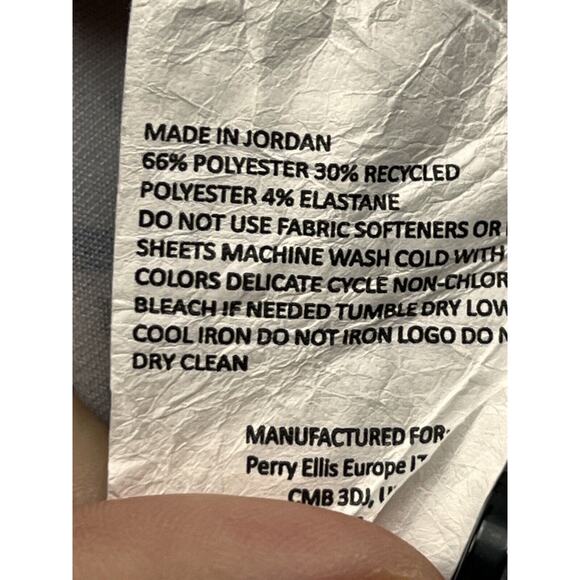 MADE IN JORDAN
66% POLYESTER 30% RECYCLED
POLYESTER 4% ELASTANE
DO NOT USE FABRIC SOFTENERS OR
SHEETS MACHINE WASH COLD WITH
COLORS DELICATE CYCLE NON-CHLOR
BLEACH IF NEEDED TUMBLE DRY LOW
COOL IRON DO NOT IRON LOGO DO N
DRY CLEAN
MANUFACTURED FOR:
Perry Ellis Europe
CMB 3DJ,